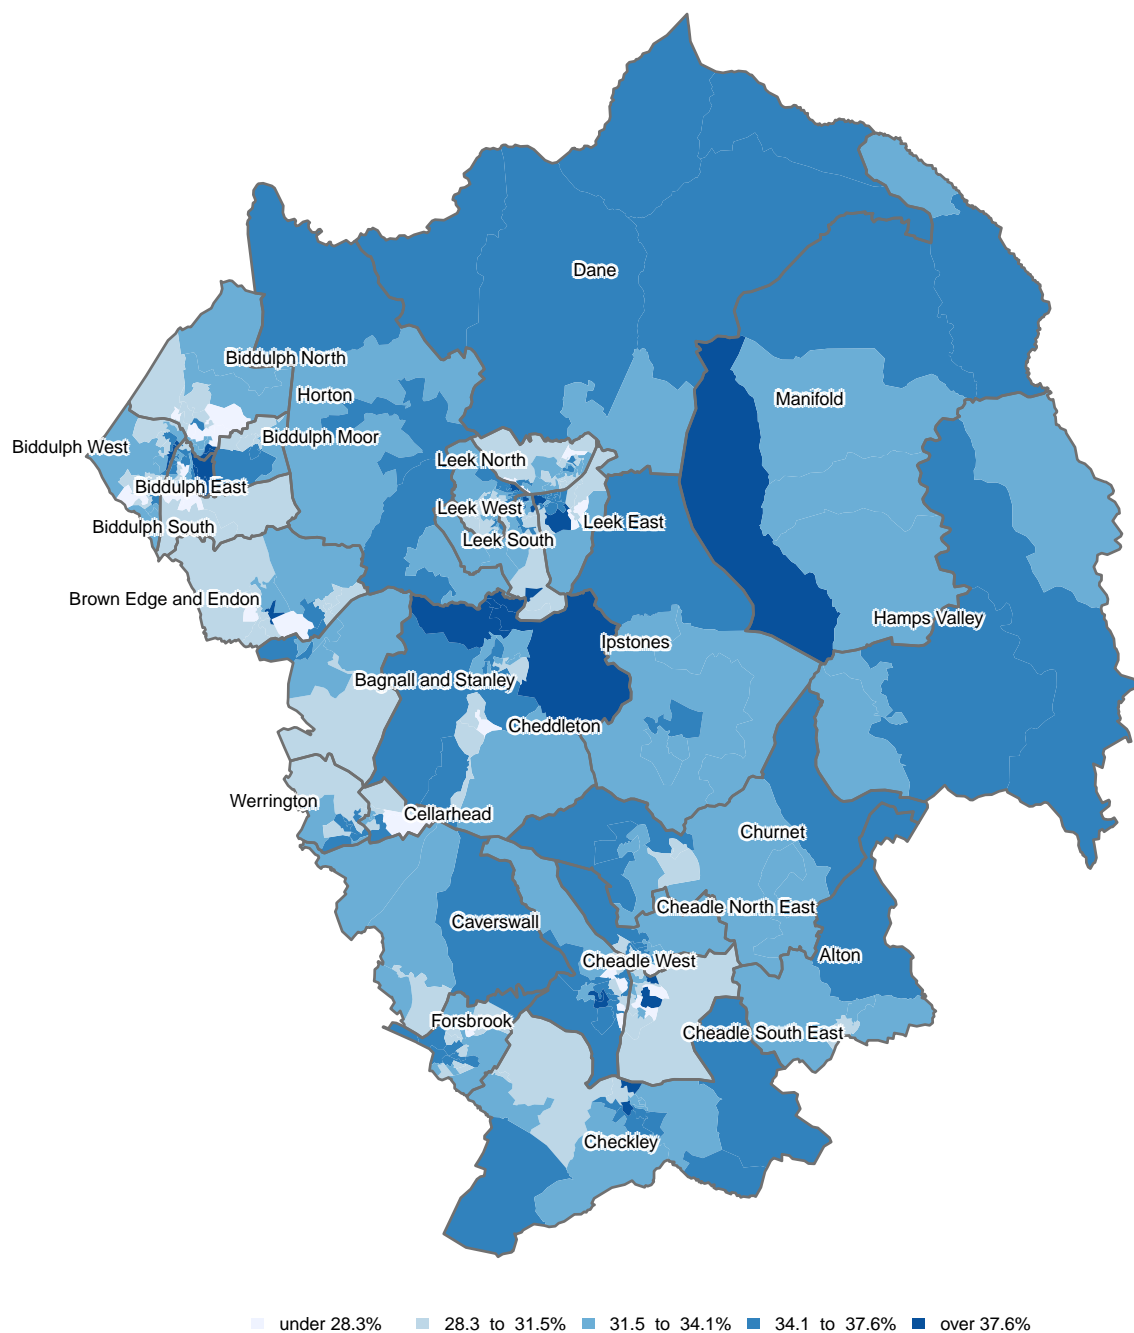 Dane
Biddulph North
Horton
Manifold
Biddulph Moor
Biddulph West
Leek North
Biddulph East
Leek West
Leek East
Biddulph South
Leek South
Brown Edge and Endon
Hamps Valley
Ipstones
Bagnall and Stanley
Cheddleton
Werrington
Cellarhead
Churnet
Cheadle North East
Caverswall
Alton
Cheadle West
Forsbrook
Cheadle South East
Checkley
under 28.3% 28.3 to 31.5% 31.5 to 34.1% 34.1 to 37.6% over 37.6%